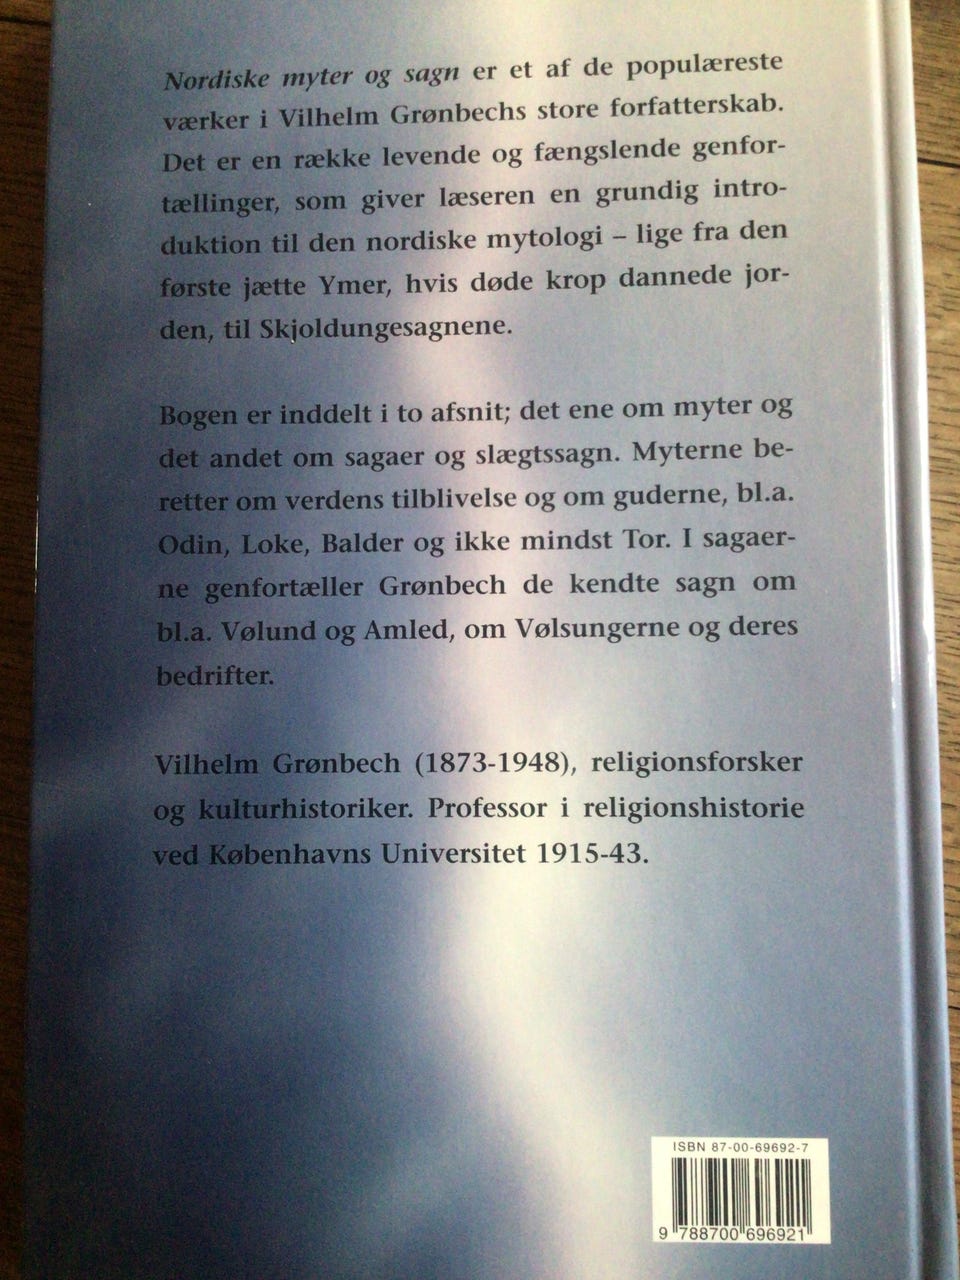 Nordiske myter og sagn er et af de populæreste
værker i Vilhelm Grønbechs store forfatterskab.
Det er en række levende og fængslende genfor-
tællinger, som giver læseren en grundig intro-
duktion til den nordiske mytologi – lige fra den
første jætte Ymer, hvis døde krop dannede jor-
den, til Skjoldungesagnene.
Bogen er inddelt i to afsnit; det ene om myter og
det andet om sagaer og slægtssagn. Myterne be-
retter om verdens tilblivelse og om guderne, bl.a.
Odin, Loke, Balder og ikke mindst Tor. I sagaer-
ne genfortæller Grønbech de kendte sagn om
bl.a. Vølund og Amled, om Vølsungerne og deres
bedrifter.
Vilhelm Grønbech (1873-1948), religionsforsker
og kulturhistoriker. Professor i religionshistorie
ved Københavns Universitet 1915-43.
ISBN 87-00-69692-7
9 788700 696921